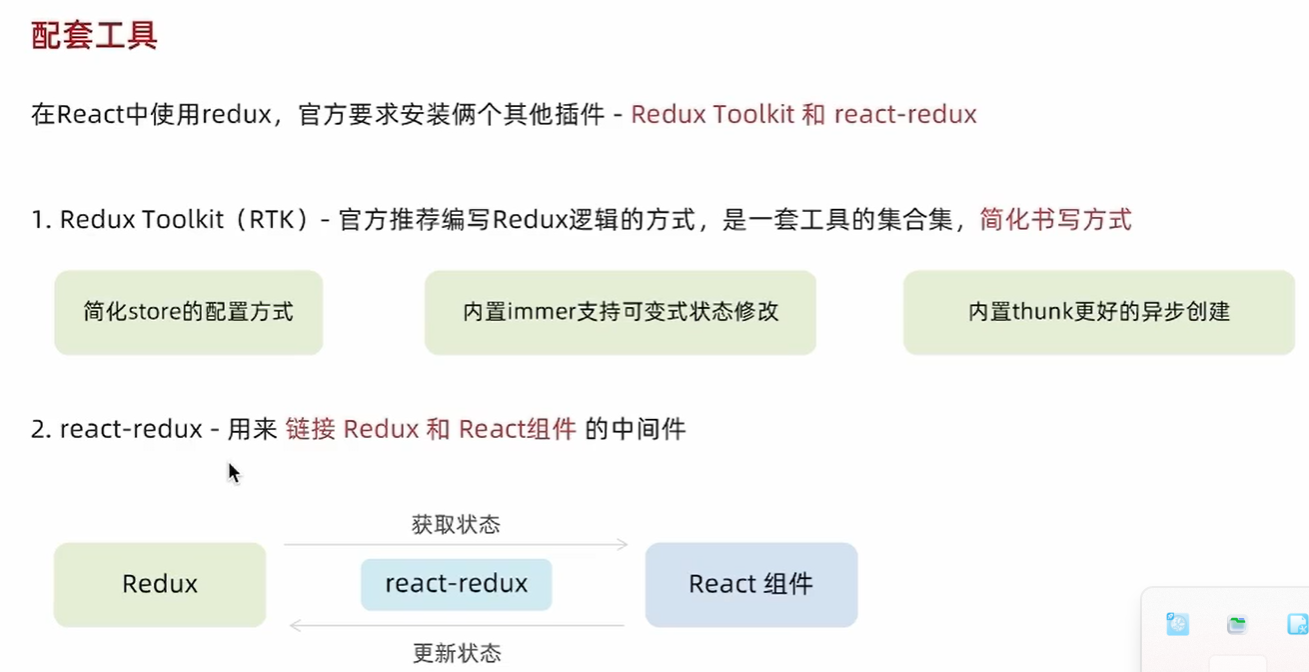 配套工具
在React中使用redux，官方要求安装俩个其他插件 - Redux Toolkit 和 react-redux
1. Redux Toolkit（RTK）- 官方推荐编写Redux逻辑的方式，是一套工具的集合集，简化书写方式
简化store的配置方式
内置immer支持可变式状态修改
内置thunk更好的异步创建
2. react-redux - 用来 链接 Redux 和 React组件 的中间件
获取状态
Redux
react-redux
React 组件
更新状态